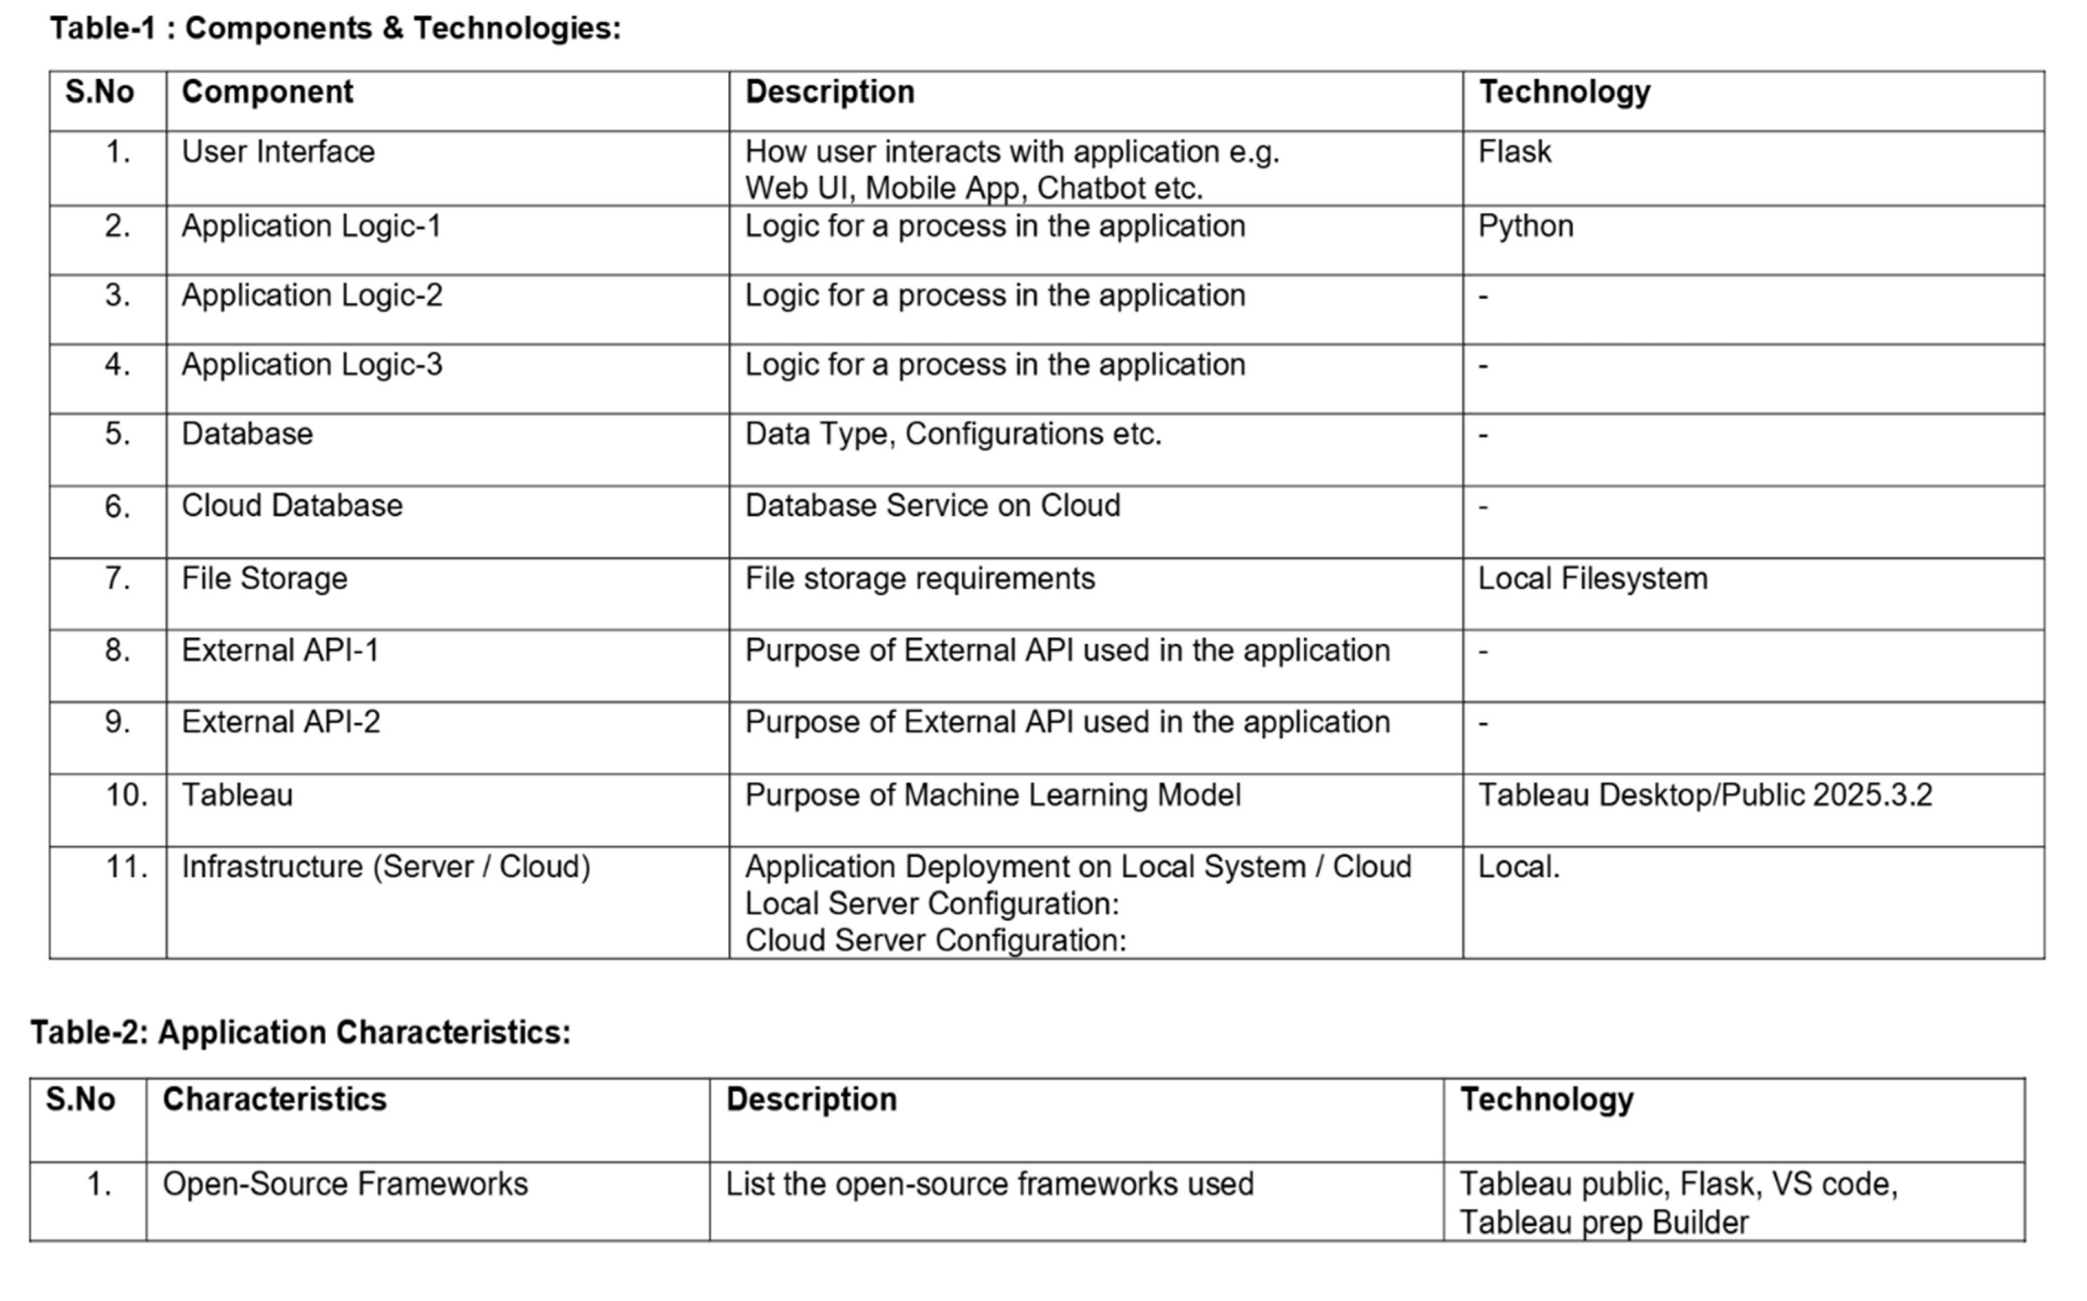 Table-1 : Components & Technologies:
S.No Component Description Technology
1. User Interface How user interacts with application e.g. Flask
Web UI, Mobile App, Chatbot etc.
2. Application Logic-1 Logic for a process in the application Python
3. Application Logic-2 Logic for a process in the application -
4. Application Logic-3 Logic for a process in the application -
5. Database Data Type, Configurations etc. -
6. Cloud Database Database Service on Cloud -
7. File Storage File storage requirements Local Filesystem
8. External API-1 Purpose of External API used in the application -
9. External API-2 Purpose of External API used in the application -
10. Tableau Purpose of Machine Learning Model Tableau Desktop/Public 2025.3.2
11. Infrastructure (Server / Cloud) Application Deployment on Local System / Cloud Local.
Local Server Configuration:
Cloud Server Configuration:
Table-2: Application Characteristics:
S.No Characteristics Description Technology
1. Open-Source Frameworks List the open-source frameworks used Tableau public, Flask, VS code,
Tableau prep Builder